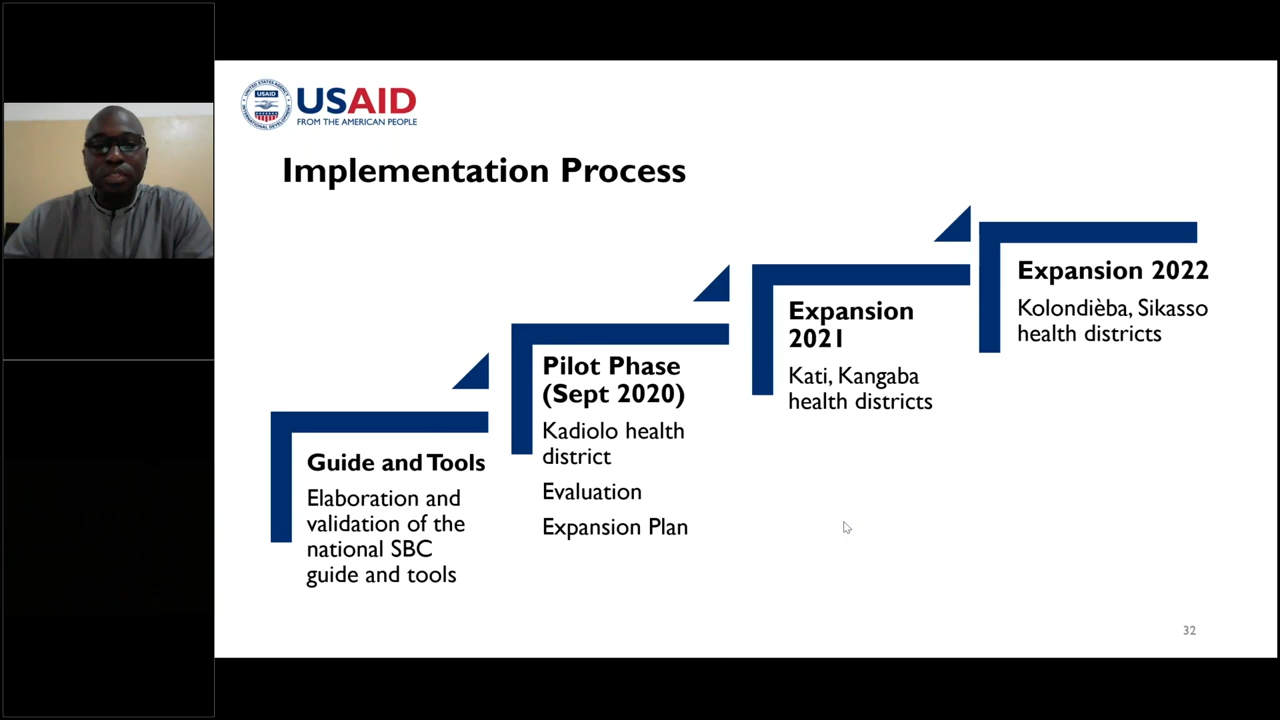 USAID
FROM THE AMERICAN PEOPLE
Implementation Process
Guide and Tools
Elaboration and
validation of the
national SBC
guide and tools
Pilot Phase
(Sept 2020)
Kadiolo health
district
Evaluation
Expansion Plan
Expansion
2021
Kati, Kangaba
health districts
Expansion 2022
Kolondièba, Sikasso
health districts
32